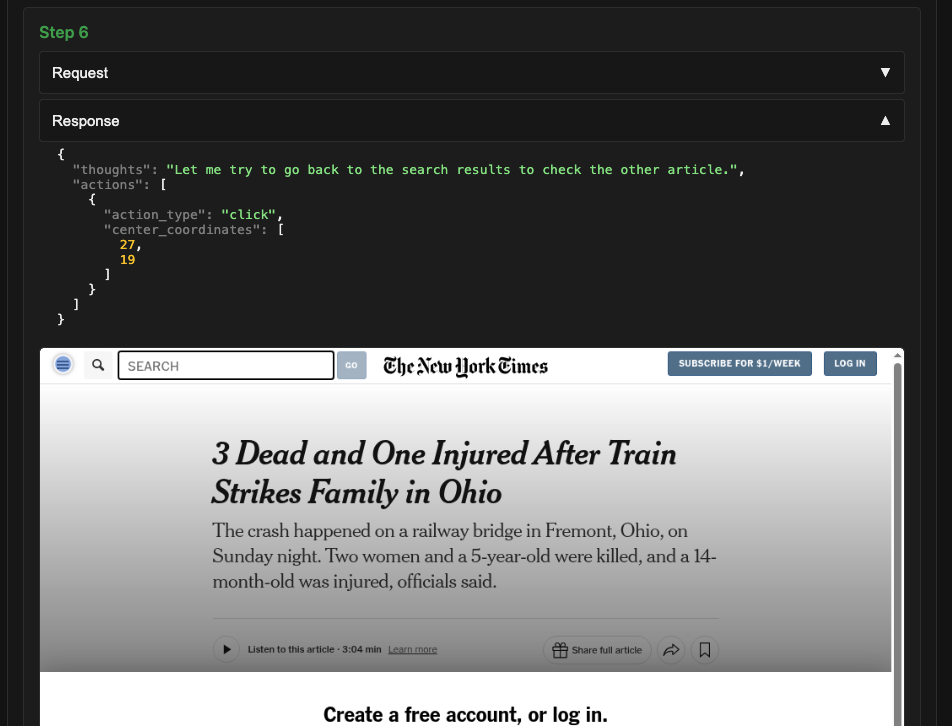 Step 6
Request ▼
Response ▲
{
"thoughts": "Let me try to go back to the search results to check the other article.",
"actions": [
{
"action_type": "click",
"center_coordinates": [
27,
19
]
}
]
}
SEARCH GO The New York Times SUBSCRIBE FOR $1/WEEK LOG IN
3 Dead and One Injured After Train
Strikes Family in Ohio
The crash happened on a railway bridge in Fremont, Ohio, on
Sunday night. Two women and a 5-year-old were killed, and a 14-
month-old was injured, officials said.
Listen to this article · 3:04 min Learn more Share full article
Create a free account, or log in.